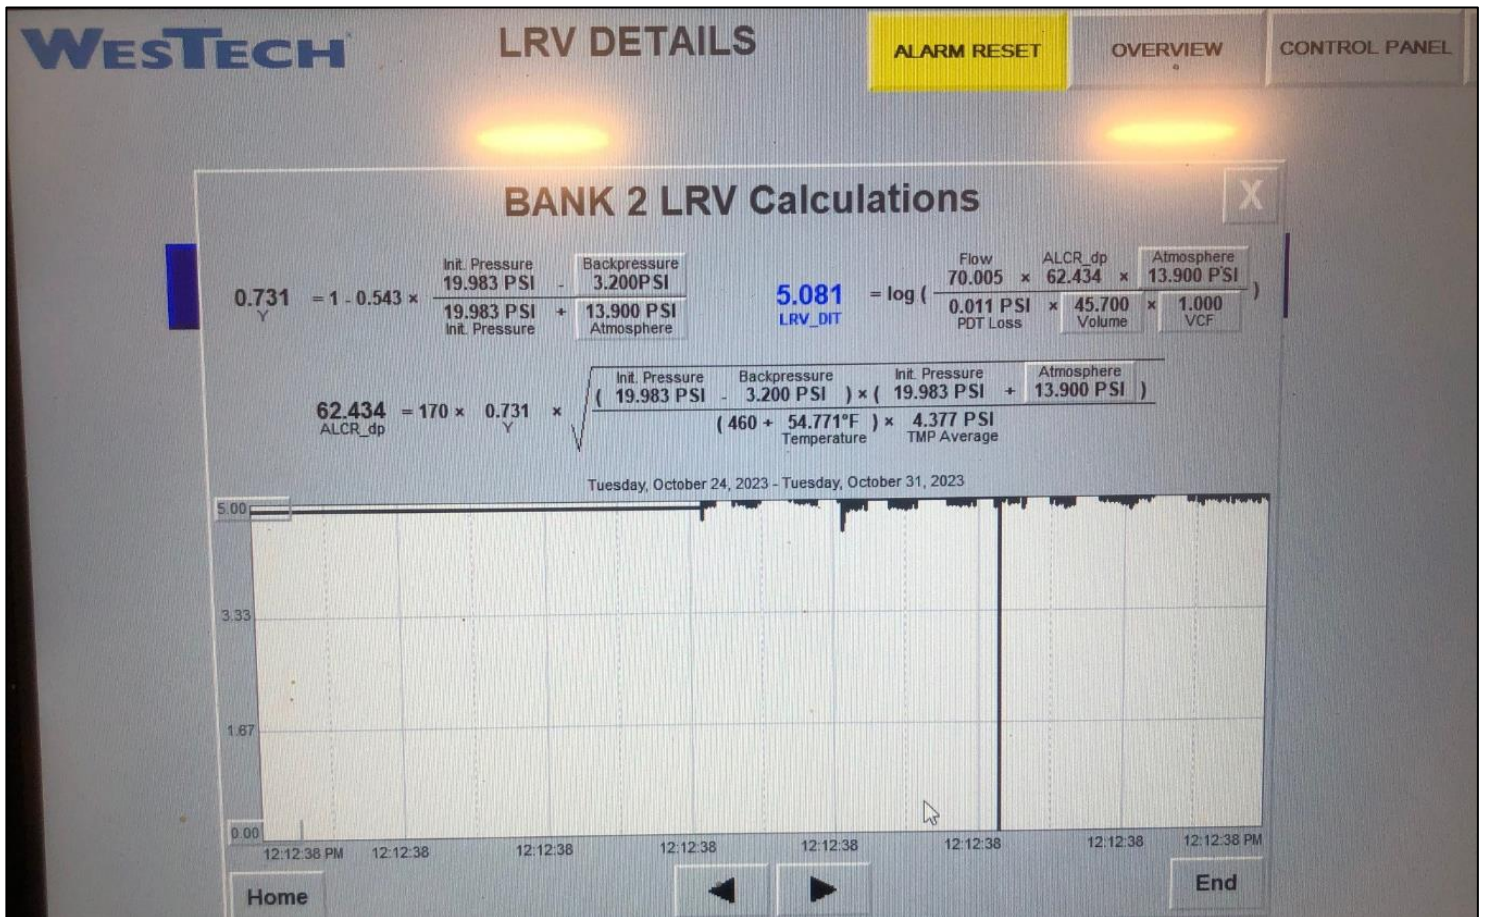 WESTECH
LRV DETAILS
ALARM RESET
OVERVIEW
CONTROL PANEL
BANK 2 LRV Calculations
X
Init. Pressure Backpressure
19.983 PSI - 3.200PSI
0.731 = 1 - 0.543 ×
Y
19.983 PSI + 13.900 PSI
Init. Pressure Atmosphere
Flow ALCR_dp Atmosphere
70.005 × 62.434 × 13.900 PSI
5.081 = log ( )
LRV_DIT
0.011 PSI × 45.700 × 1.000
PDT Loss Volume VCF
Init. Pressure Backpressure Init. Pressure Atmosphere
( 19.983 PSI - 3.200 PSI ) × ( 19.983 PSI + 13.900 PSI )
62.434 = 170 × 0.731 × √
ALCR_dp Y
( 460 + 54.771°F ) × 4.377 PSI
Temperature TMP Average
Tuesday, October 24, 2023 - Tuesday, October 31, 2023
5.00
3.33
1.67
0.00
12:12:38 PM 12:12:38 12:12:38 12:12:38 12:12:38 12:12:38 12:12:38 12:12:38 PM
Home
◀
▶
End